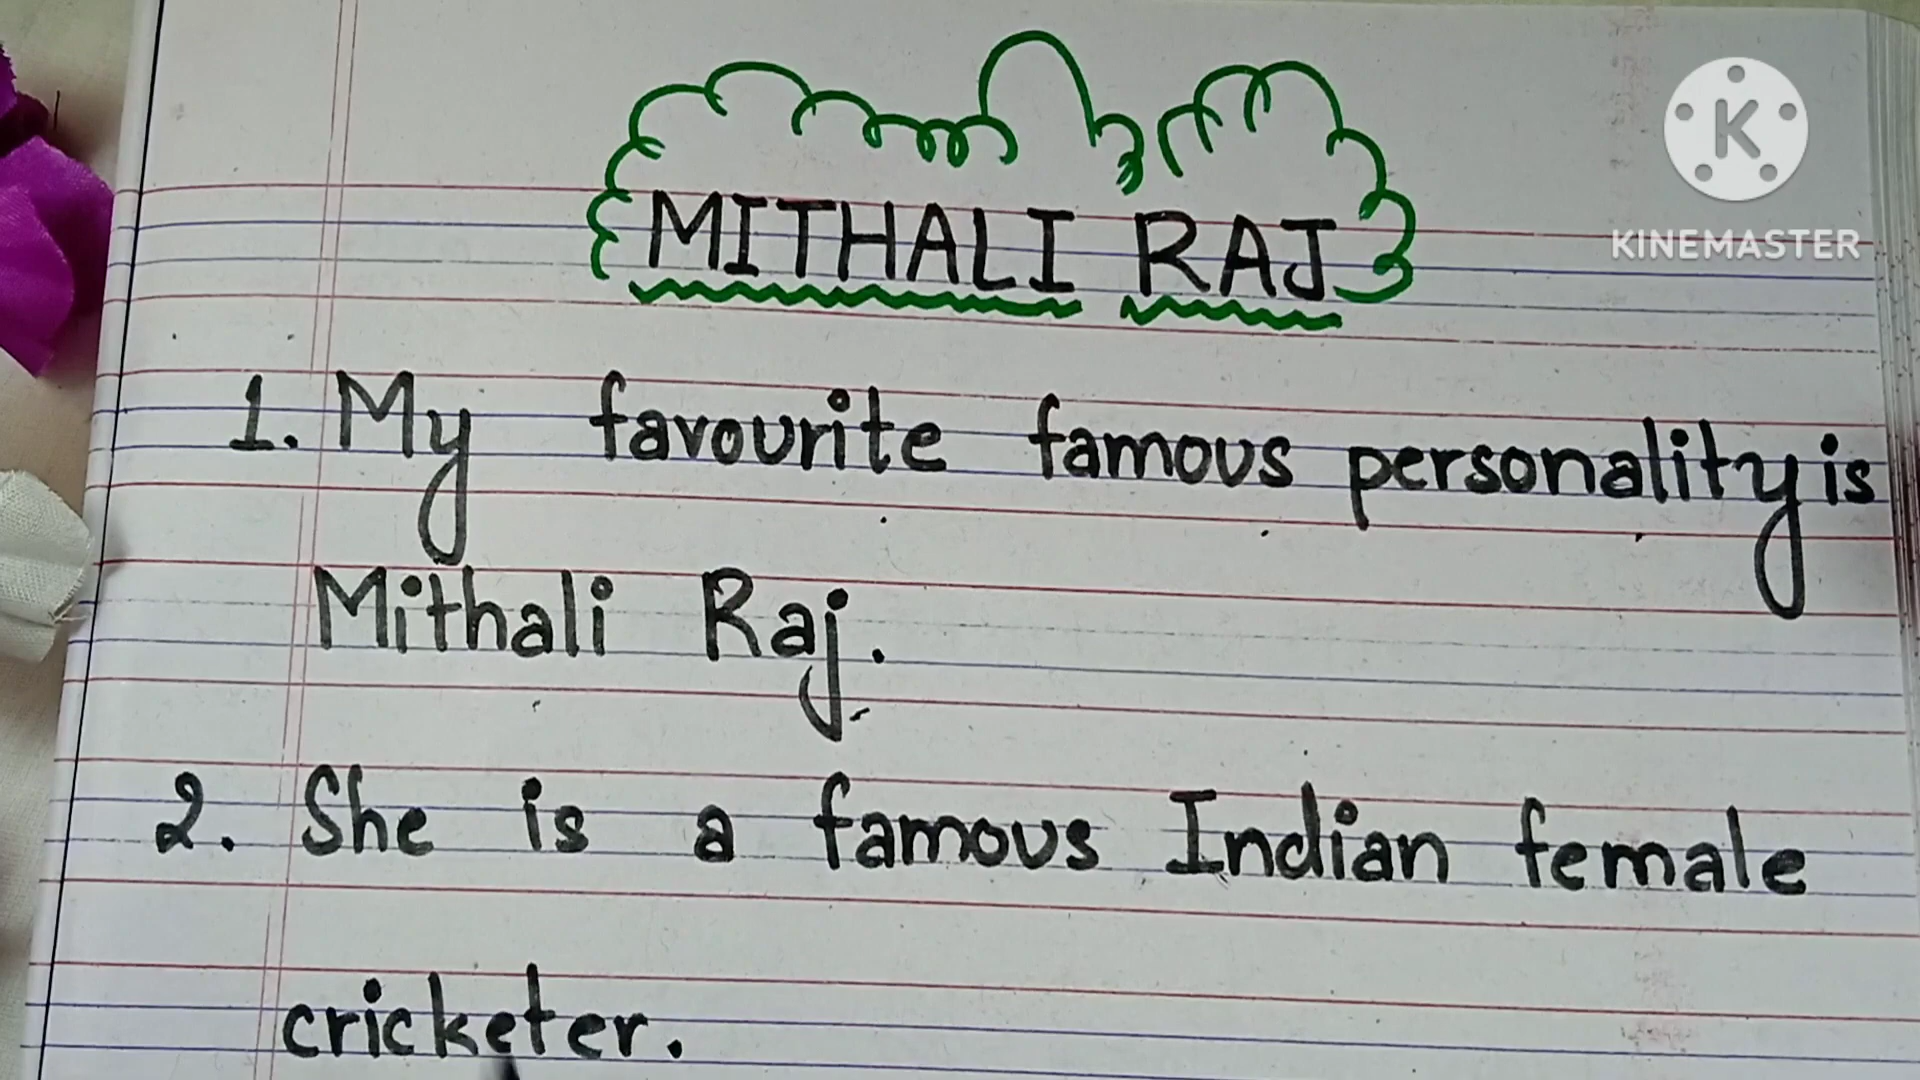 MITHALI RAJ
KINEMASTER
1. My favourite famous personality is
Mithali Raj.
2. She is a famous Indian female
cricketer.